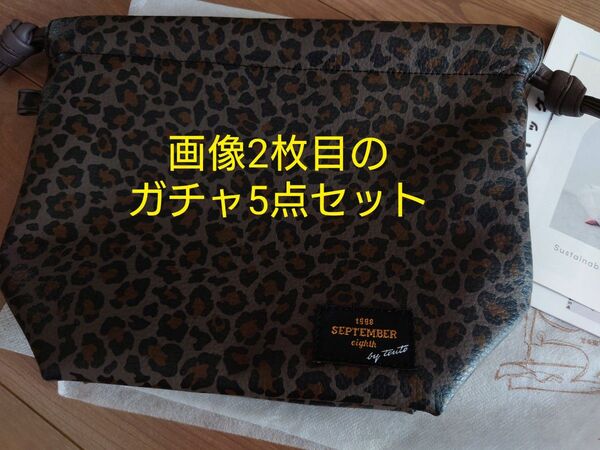 画像2枚目の
ガチャ5点セット
1998
SEPTEMBER
eighth
by tento
Sustainab